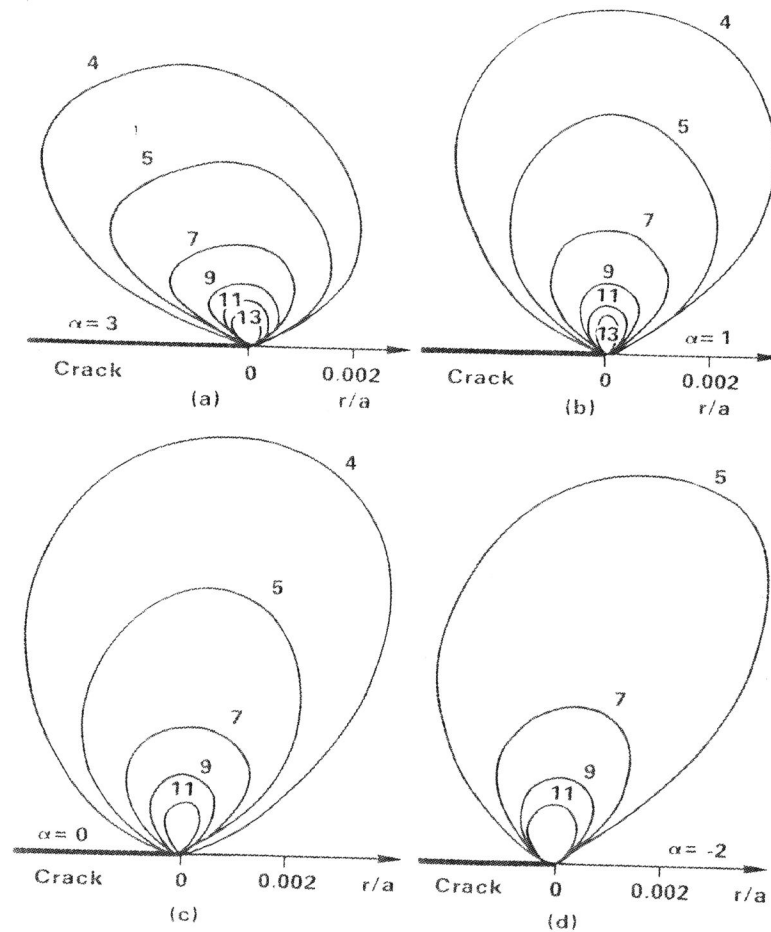 4
5
7
9
11
13
α = 3
Crack
0
0.002
(a)
r/a
4
5
7
9
11
13
α = 1
Crack
0
0.002
(b)
r/a
4
5
7
9
11
α = 0
Crack
0
0.002
r/a
(c)
5
7
9
11
α = -2
Crack
0
0.002
r/a
(d)